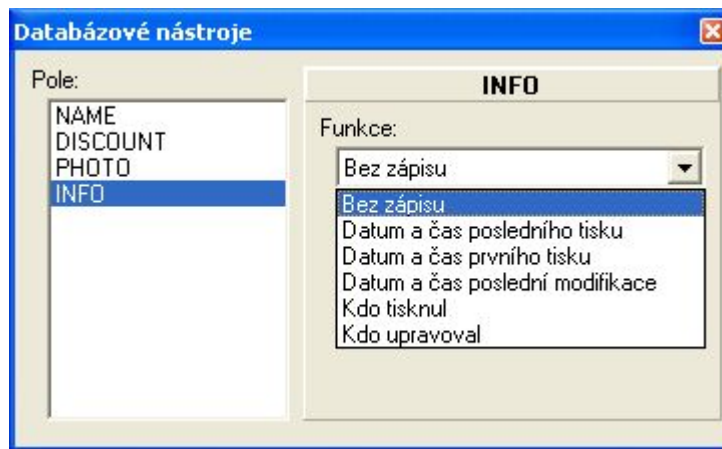 Databázové nástroje
Pole:
NAME
DISCOUNT
PHOTO
INFO
INFO
Funkce:
Bez zápisu
Bez zápisu
Datum a čas posledního tisku
Datum a čas prvního tisku
Datum a čas poslední modifikace
Kdo tisknul
Kdo upravoval